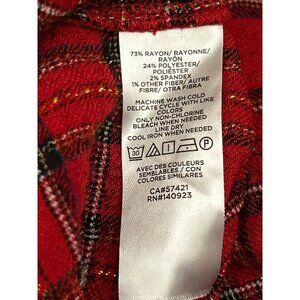 73% RAYON/ RAYONNE/
RAYÓN
24% POLYESTER/
POLIÉSTER
2% SPANDEX
1% OTHER FIBER/ AUTRE
FIBRE/ OTRA FIBRA
MACHINE WASH COLD
DELICATE CYCLE WITH LIKE
COLORS
ONLY NON-CHLORINE
BLEACH WHEN NEEDED
LINE DRY
COOL IRON WHEN NEEDED
30 P
AVEC DES COULEURS
SEMBLABLES / CON
COLORES SIMILARES
CA#57421
RN#140923